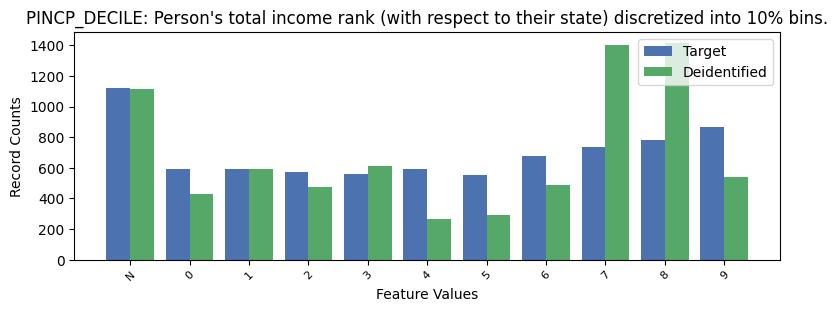 PINCP_DECILE: Person's total income rank (with respect to their state) discretized into 10% bins.
Target
Deidentified
Record Counts
1400
1200
1000
800
600
400
200
0
N 0 1 2 3 4 5 6 7 8 9
Feature Values